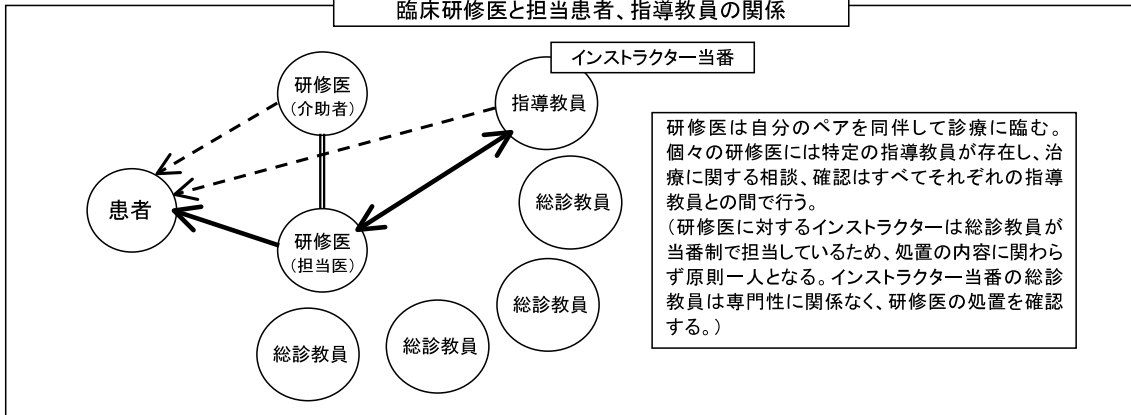 臨床研修医と担当患者、指導教員の関係
インストラクター当番
研修医
（介助者）
指導教員
患者
総診教員
研修医
（担当医）
総診教員
総診教員
総診教員
研修医は自分のペアを同伴して診療に臨む。
個々の研修医には特定の指導教員が存在し、治
療に関する相談、確認はすべてそれぞれの指導
教員との間で行う。
（研修医に対するインストラクターは総診教員が
当番制で担当しているため、処置の内容に関わら
ず原則一人となる。インストラクター当番の総診
教員は専門性に関係なく、研修医の処置を確認
する。）